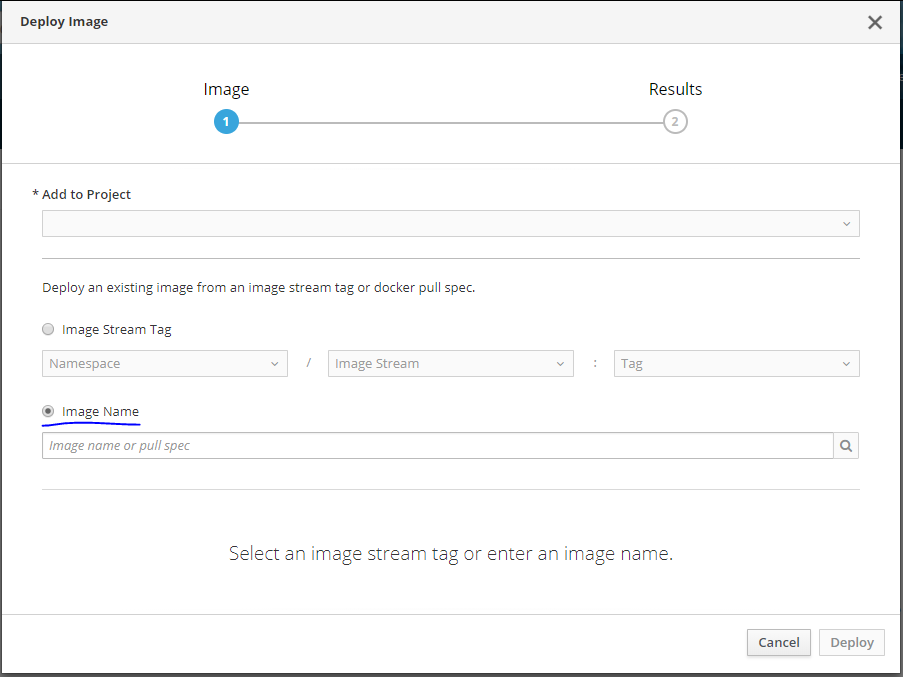 Deploy Image
Image
Results
1
2
* Add to Project
Deploy an existing image from an image stream tag or docker pull spec.
Image Stream Tag
Namespace / Image Stream : Tag
Image Name
Image name or pull spec
Select an image stream tag or enter an image name.
Cancel
Deploy